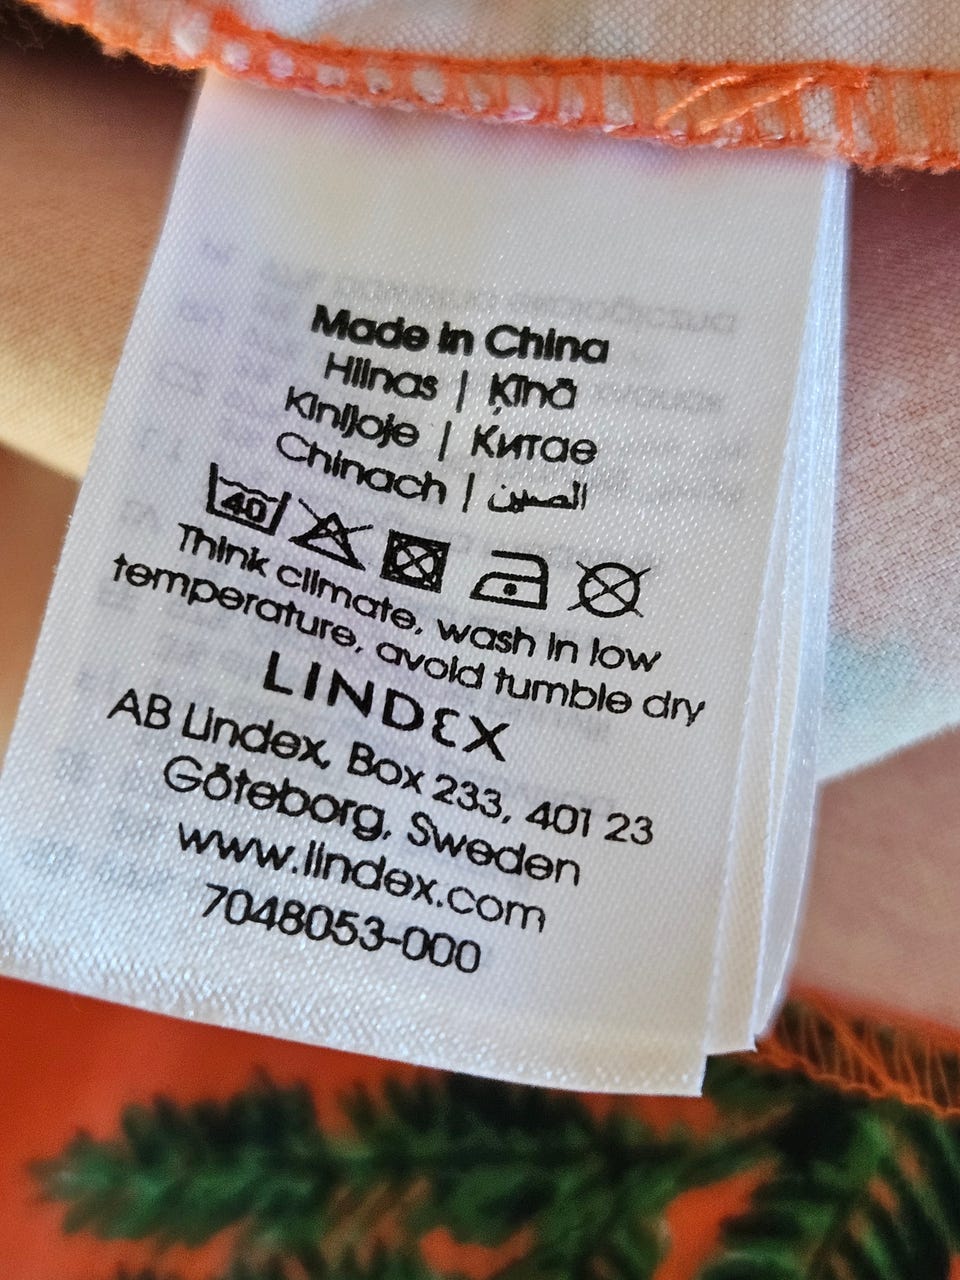 Made in China
Hiinas | Ķīnā
Kinijoje | Китае
Chinach | الصين
40
Think climate, wash in low
temperature, avoid tumble dry
LINDEX
AB Lindex, Box 233, 401 23
Göteborg, Sweden
www.lindex.com
7048053-000